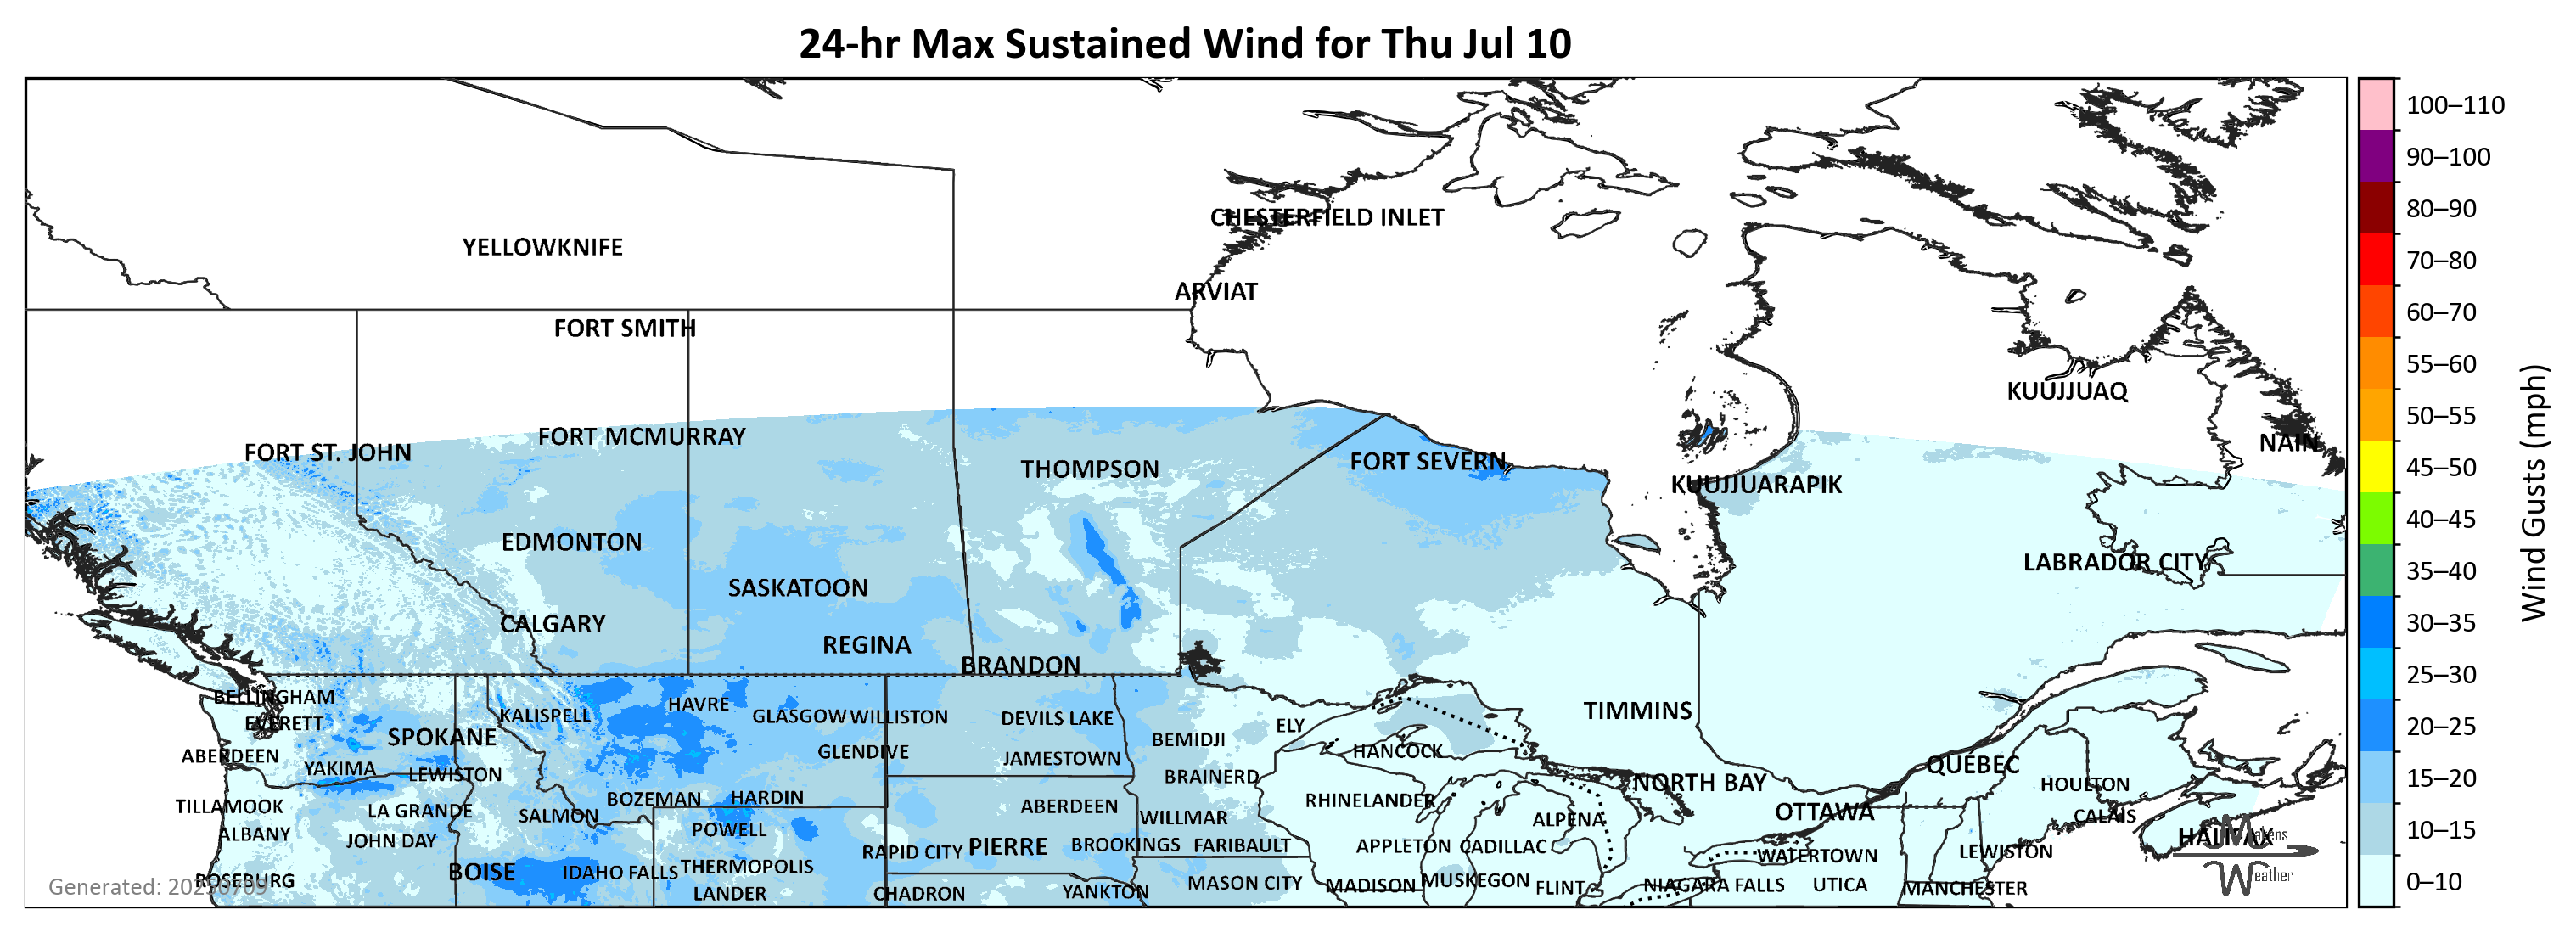 24-hr Max Sustained Wind for Thu Jul 10
100–110
90–100
80–90
70–80
60–70
55–60
50–55
45–50
40–45
35–40
30–35
25–30
20–25
15–20
10–15
0–10
Wind Gusts (mph)
CHESTERFIELD INLET
YELLOWKNIFE
ARVIAT
FORT SMITH
KUUJJUAQ
FORT MCMURRAY
NAIN
FORT ST. JOHN
FORT SEVERN
THOMPSON
KUUJJUARAPIK
EDMONTON
LABRADOR CITY
SASKATOON
CALGARY
REGINA
BRANDON
BELLINGHAM
HAVRE
TIMMINS
KALISPELL
GLASGOW
WILLISTON
DEVILS LAKE
EVERETT
ELY
SPOKANE
BEMIDJI
HANCOCK
GLENDIVE
ABERDEEN
JAMESTOWN
QUÉBEC
YAKIMA
LEWISTON
BRAINERD
NORTH BAY
HOULTON
BOZEMAN
HARDIN
RHINELANDER
TILLAMOOK
ABERDEEN
LA GRANDE
OTTAWA
SALMON
CALAIS
WILLMAR
ALPENA
POWELL
ALBANY
HALIFAX
JOHN DAY
BROOKINGS
FARIBAULT
PIERRE
APPLETON
CADILLAC
RAPID CITY
LEWISTON
WATERTOWN
THERMOPOLIS
BOISE
IDAHO FALLS
ROSEBURG
MUSKEGON
MASON CITY
MADISON
NIAGARA FALLS
UTICA
FLINT
MANCHESTER
YANKTON
LANDER
CHADRON
Generated: 20250709
Makens
Weather